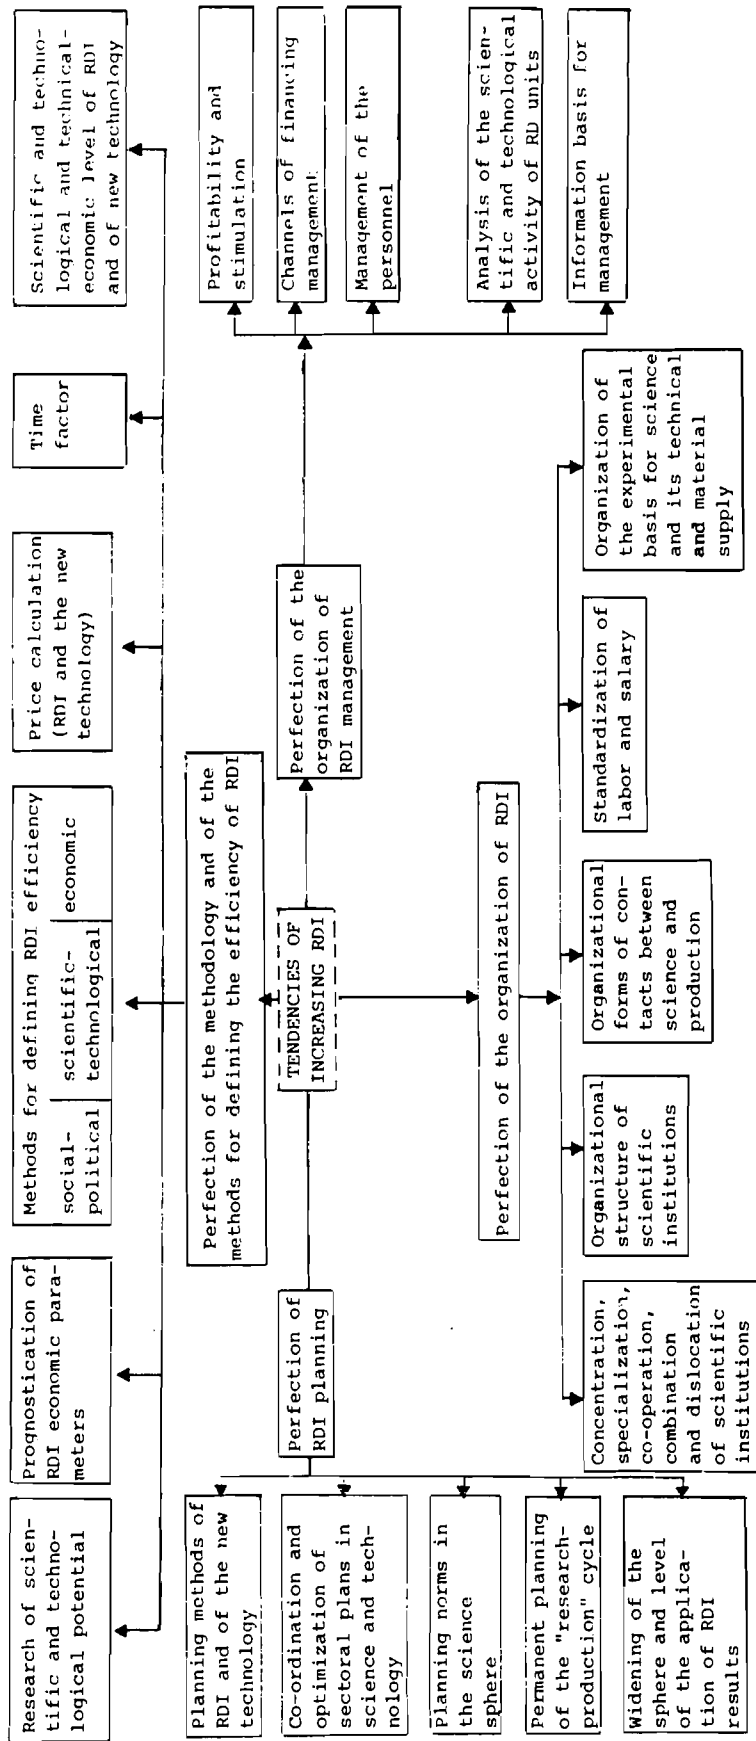 Research of scien-
tific and techno-
logical potential
Prognostication of
RDI economic para-
meters
Methods for defining RDI efficiency
social-
political
scientific-
technological
economic
Price calculation
(RDI and the new
technology)
Time
factor
Scientific and techno-
logical and technical-
economic level of RDI
and of new technology
Perfection of the methodology and of the
methods for defining the efficiency of RDI
Planning methods of
RDI and of the new
technology
Co-ordination and
optimization of
sectoral plans in
science and tech-
nology
Planning norms in
the science
sphere
Permanent planning
of the "research-
production" cycle
Widening of the
sphere and level
of the applica-
tion of RDI
results
Perfection of
RDI planning
TENDENCIES OF
INCREASING RDI
Perfection of the
organization of
RDI management
Profitability and
stimulation
Channels of financing
management
Management of the
personnel
Analysis of the scien-
tific and technological
activity of RD units
Information basis for
management
Perfection of the organization of RDI
Concentration,
specialization,
co-operation,
combination
and dislocation
of scientific
institutions
Organizational
structure of
scientific
institutions
Organizational
forms of con-
tacts between
science and
production
Standardization of
labor and salary
Organization of
the experimental
basis for science
and its technical
and material
supply